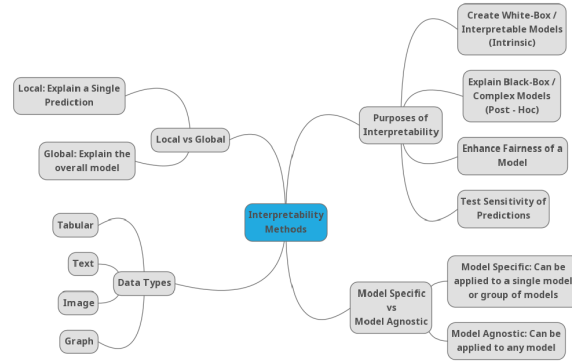 Create White-Box /
Interpretable Models
(Intrinsic)
Local: Explain a Single
Prediction
Explain Black-Box /
Complex Models
(Post - Hoc)
Purposes of
Interpretability
Local vs Global
Global: Explain the
overall model
Enhance Fairness of a
Model
Test Sensitivity of
Predictions
Interpretability
Methods
Tabular
Text
Data Types
Image
Graph
Model Specific: Can be
applied to a single model
or group of models
Model Specific
vs
Model Agnostic
Model Agnostic: Can be
applied to any model